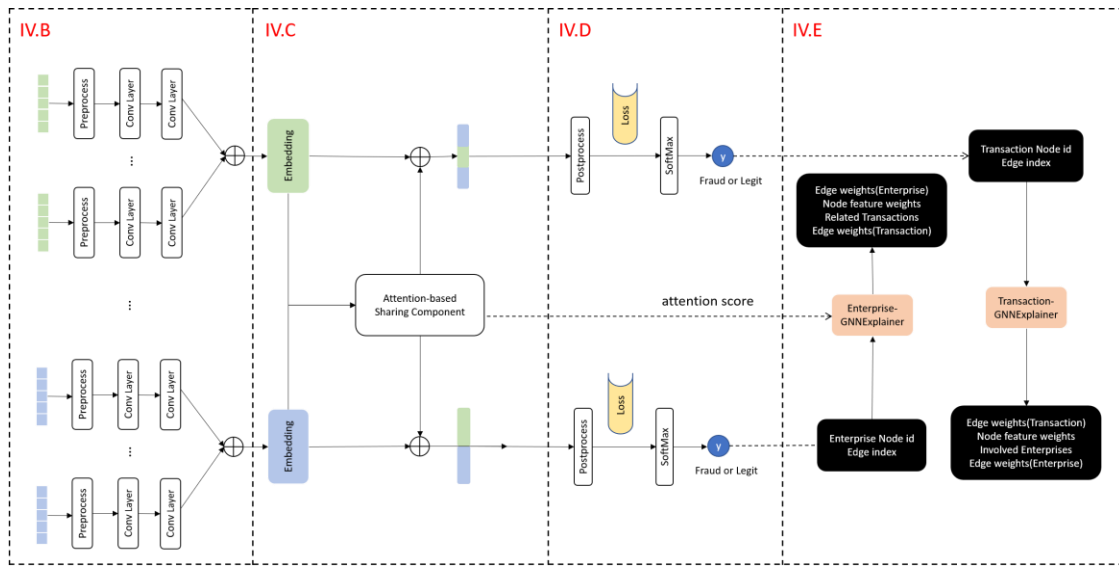 IV.B
IV.C
IV.D
IV.E
Preprocess
Conv Layer
Conv Layer
...
Preprocess
Conv Layer
Conv Layer
...
Preprocess
Conv Layer
Conv Layer
...
Preprocess
Conv Layer
Conv Layer
Embedding
Attention-based
Sharing Component
Embedding
Postprocess
Loss
SoftMax
y
Fraud or Legit
attention score
Postprocess
Loss
SoftMax
y
Fraud or Legit
Transaction Node id
Edge index
Edge weights(Enterprise)
Node feature weights
Related Transactions
Edge weights(Transaction)
Enterprise-
GNNExplainer
Transaction-
GNNExplainer
Enterprise Node id
Edge index
Edge weights(Transaction)
Node feature weights
Involved Enterprises
Edge weights(Enterprise)